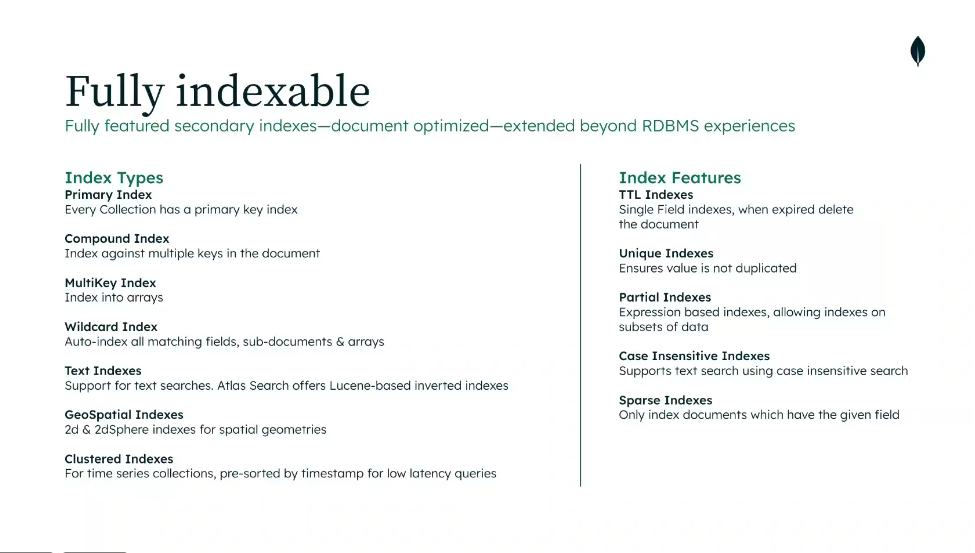 Fully indexable
Fully featured secondary indexes—document optimized—extended beyond RDBMS experiences
Index Types
Primary Index
Every Collection has a primary key index
Compound Index
Index against multiple keys in the document
MultiKey Index
Index into arrays
Wildcard Index
Auto-index all matching fields, sub-documents & arrays
Text Indexes
Support for text searches. Atlas Search offers Lucene-based inverted indexes
GeoSpatial Indexes
2d & 2dSphere indexes for spatial geometries
Clustered Indexes
For time series collections, pre-sorted by timestamp for low latency queries
Index Features
TTL Indexes
Single Field indexes, when expired delete
the document
Unique Indexes
Ensures value is not duplicated
Partial Indexes
Expression based indexes, allowing indexes on
subsets of data
Case Insensitive Indexes
Supports text search using case insensitive search
Sparse Indexes
Only index documents which have the given field